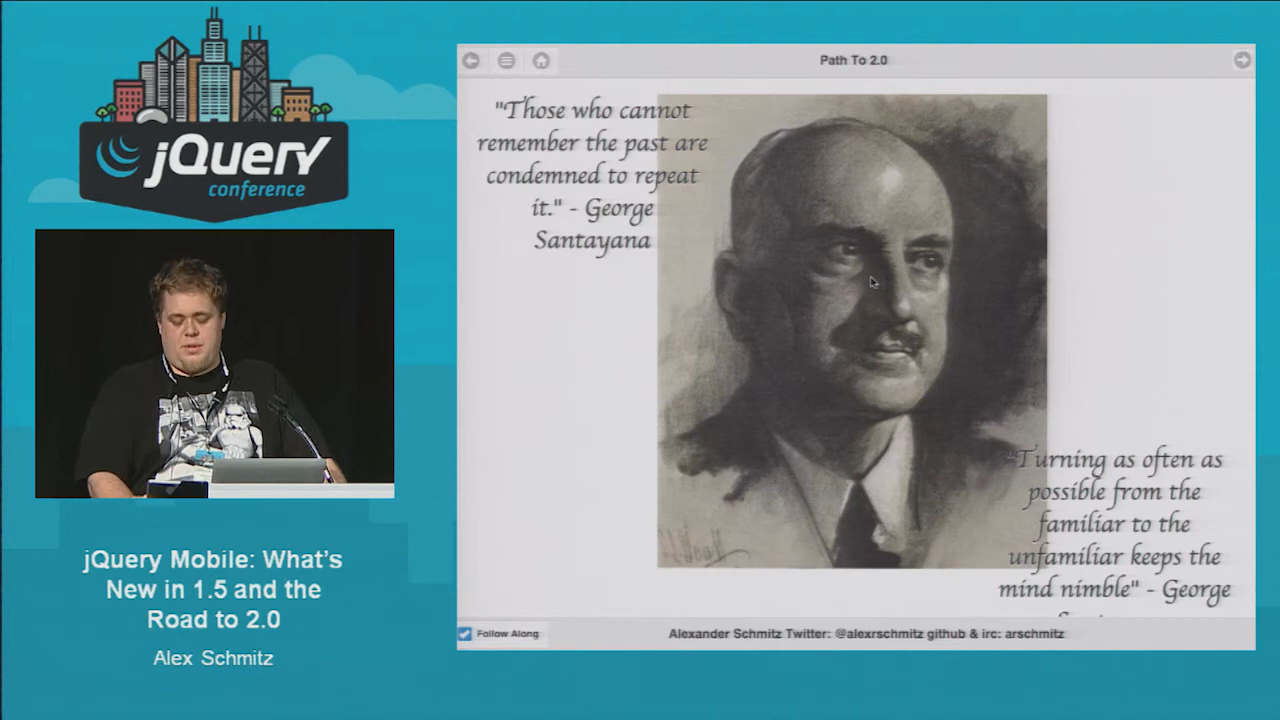 jQuery
conference
jQuery Mobile: What's
New in 1.5 and the
Road to 2.0
Alex Schmitz
Path To 2.0
"Those who cannot
remember the past are
condemned to repeat
it." - George
Santayana
"Turning as often as
possible from the
familiar to the
unfamiliar keeps the
mind nimble" - George
Follow Along
Alexander Schmitz Twitter: @alexrschmitz github & irc: arschmitz